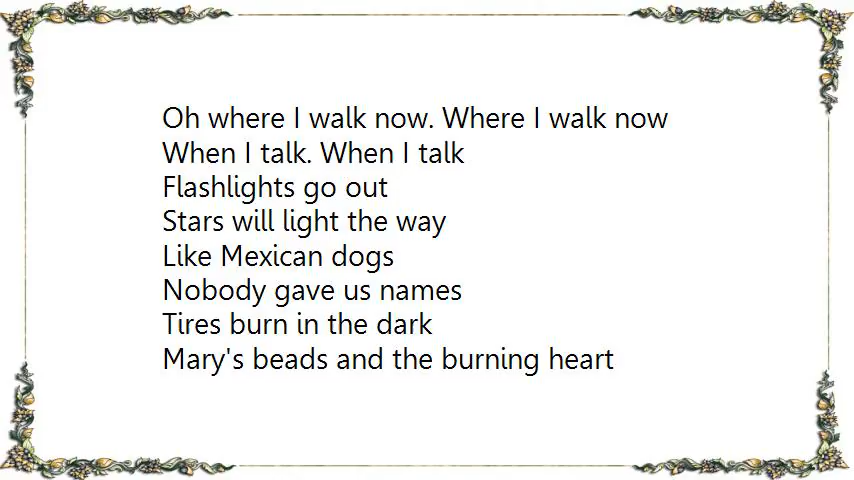 Oh where I walk now. Where I walk now
When I talk. When I talk
Flashlights go out
Stars will light the way
Like Mexican dogs
Nobody gave us names
Tires burn in the dark
Mary's beads and the burning heart